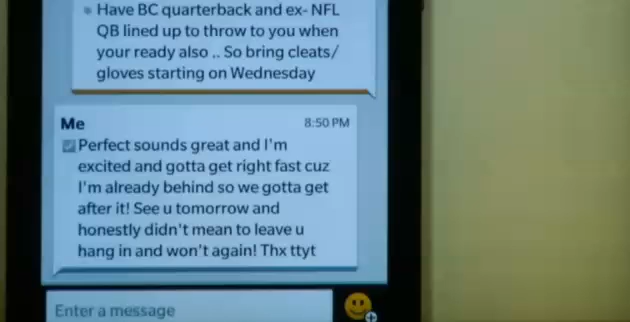 Have BC quarterback and ex- NFL
QB lined up to throw to you when
your ready also .. So bring cleats/
gloves starting on Wednesday
Me
8:50 PM
Perfect sounds great and I'm
excited and gotta get right fast cuz
I'm already behind so we gotta get
after it! See u tomorrow and
honestly didn't mean to leave u
hang in and won't again! Thx ttyt
Enter a message